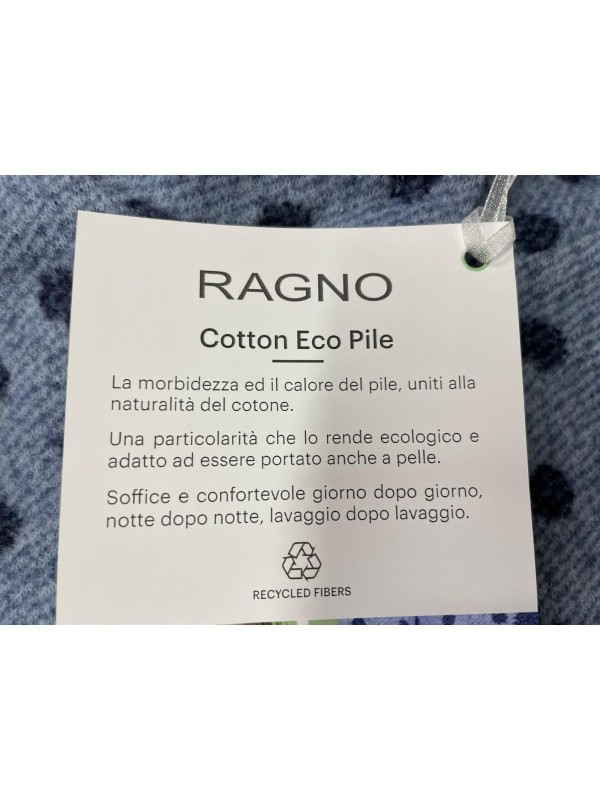 RAGNO
Cotton Eco Pile
La morbidezza ed il calore del pile, uniti alla
naturalità del cotone.
Una particolarità che lo rende ecologico e
adatto ad essere portato anche a pelle.
Soffice e confortevole giorno dopo giorno,
notte dopo notte, lavaggio dopo lavaggio.
RECYCLED FIBERS